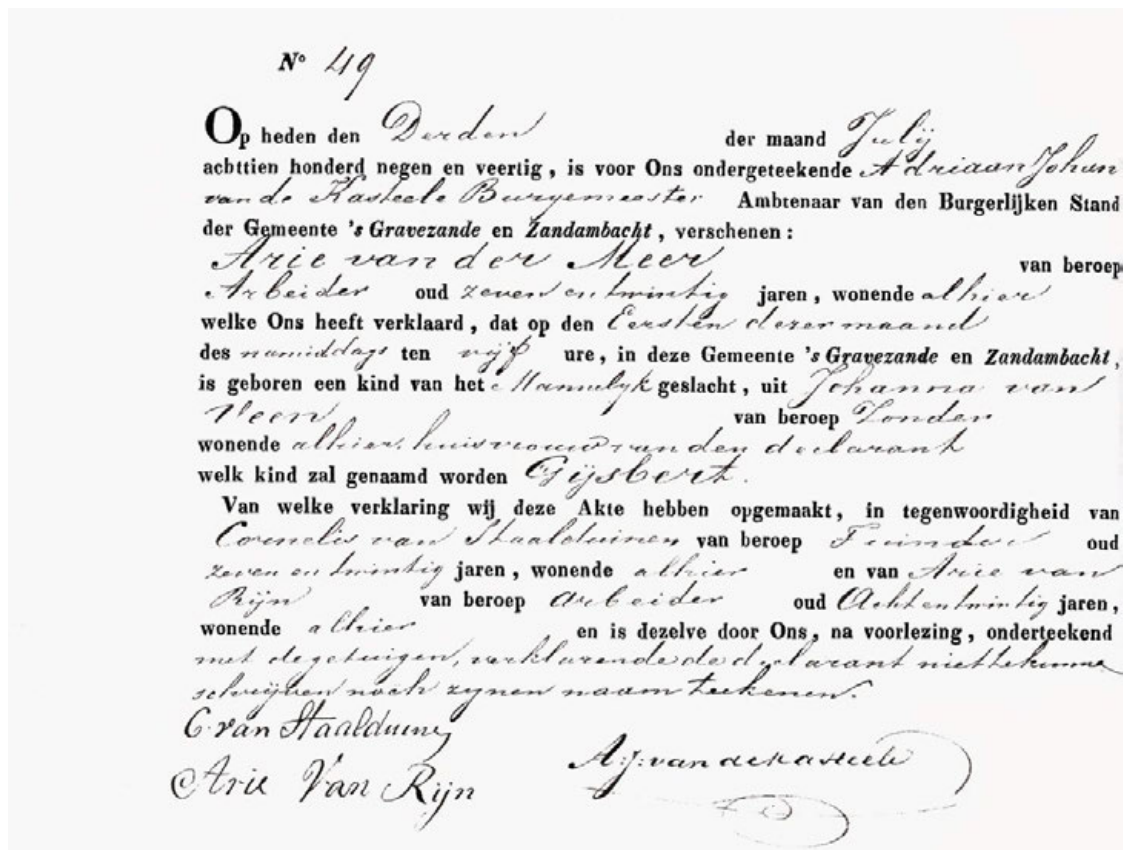 N° 49
Op heden den Derden der maand Julij
achttien honderd negen en veertig, is voor Ons ondergeteekende Adriaan Johan
van de Kasteele Burgemeester Ambtenaar van den Burgerlijken Stand
der Gemeente 's Gravezande en Zandambacht, verschenen:
Arie van der Meer van beroep
Arbeider oud zeven en twintig jaren, wonende alhier
welke Ons heeft verklaard, dat op den Eersten dezer maand
des namiddags ten vijf ure, in deze Gemeente 's Gravezande en Zandambacht,
is geboren een kind van het Mannelyk geslacht, uit Johanna van
Veen van beroep Zonder
wonende alhier, huisvrouw van den declarant
welk kind zal genaamd worden Gijsbert.
Van welke verklaring wij deze Akte hebben opgemaakt, in tegenwoordigheid van
Cornelis van Staalduinen van beroep Tuinder oud
zeven en twintig jaren, wonende alhier en van Arie van
Rijn van beroep Arbeider oud Acht en twintig jaren,
wonende alhier en is dezelve door Ons, na voorlezing, onderteekend
met de getuigen, verklarende de declarant niet te kunne
schrijven noch zynen naam teekenen.
C. van Staalduinen
Arie Van Rijn A:J: van de Kasteele